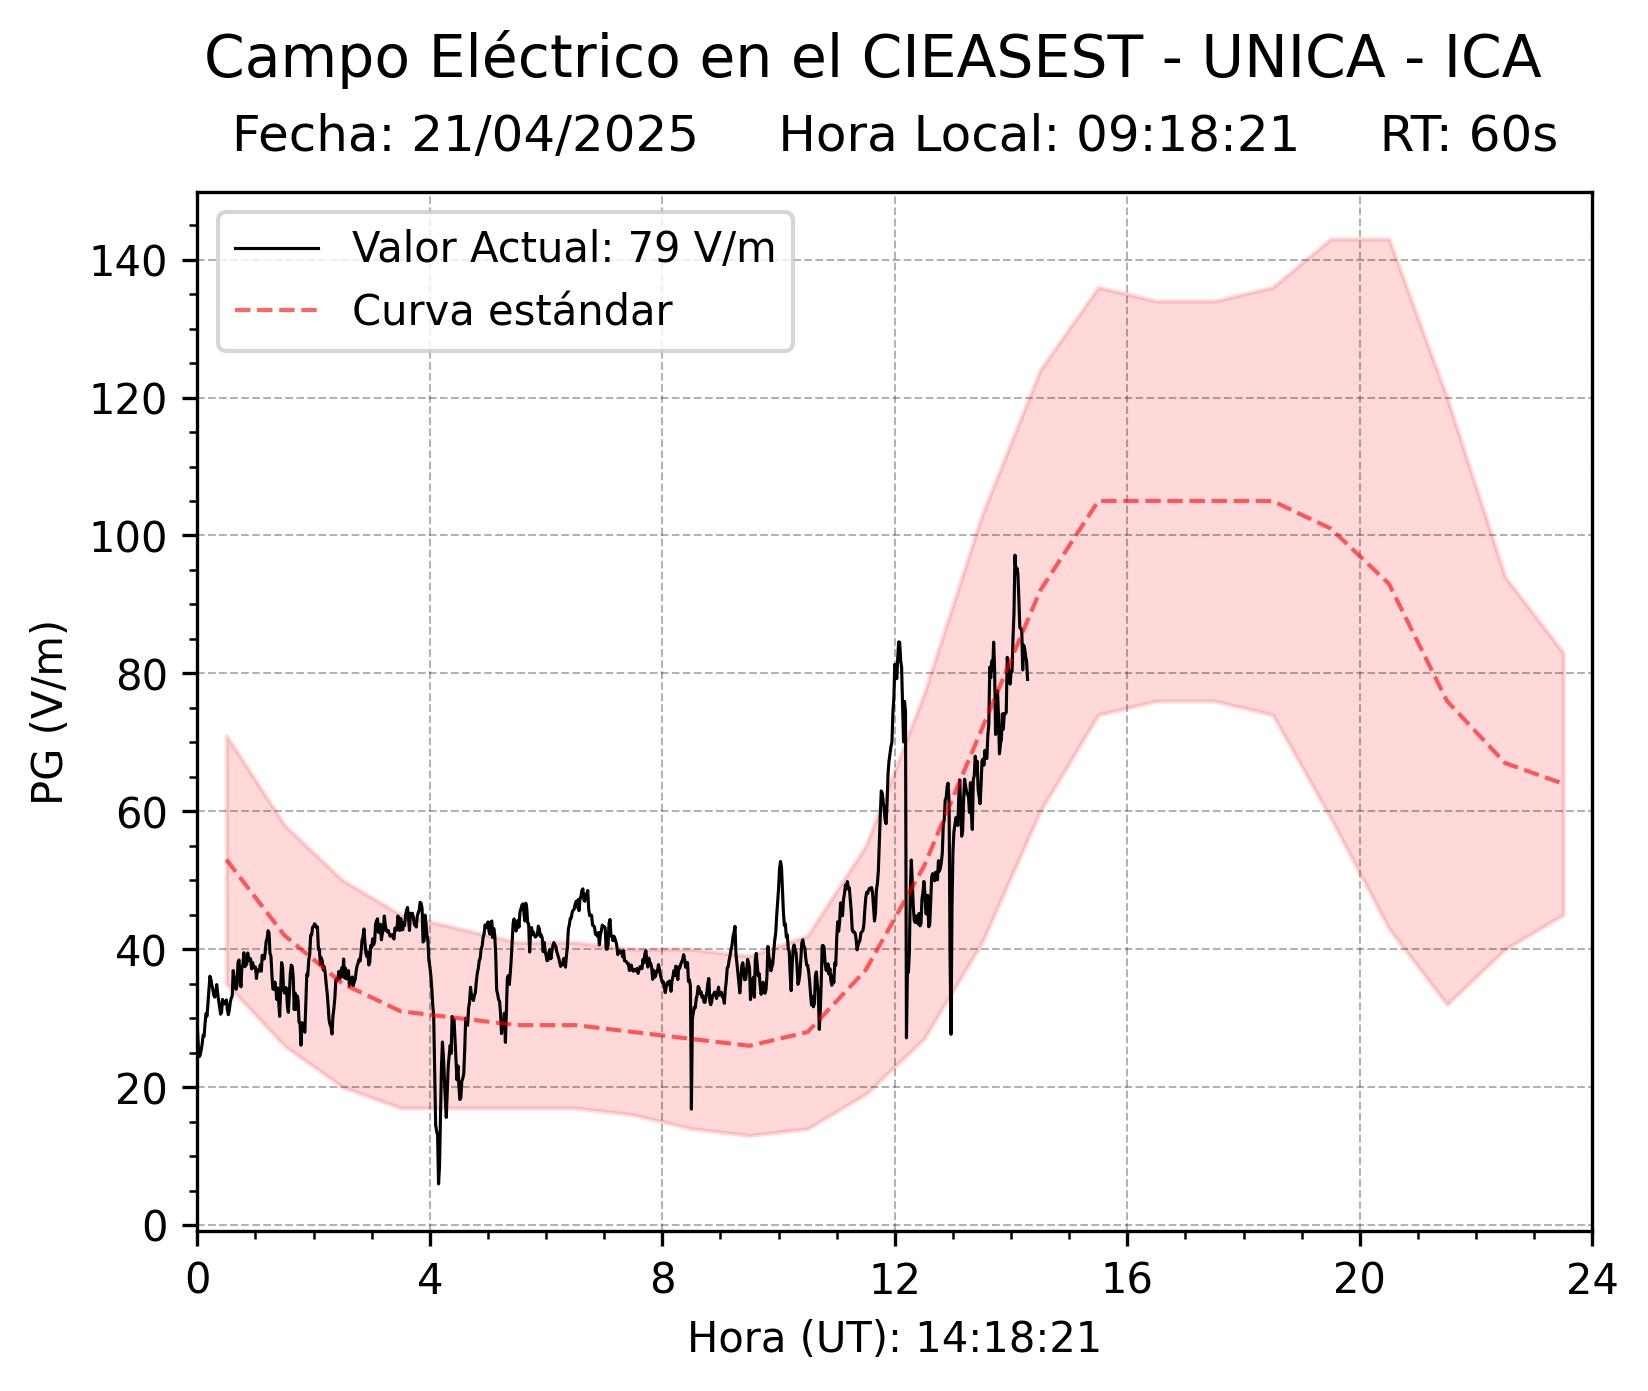 Campo Eléctrico en el CIEASEST - UNICA - ICA
Fecha: 21/04/2025 Hora Local: 09:18:21 RT: 60s
Valor Actual: 79 V/m
Curva estándar
140
120
100
80
60
40
20
0
PG (V/m)
0 4 8 12 16 20 24
Hora (UT): 14:18:21